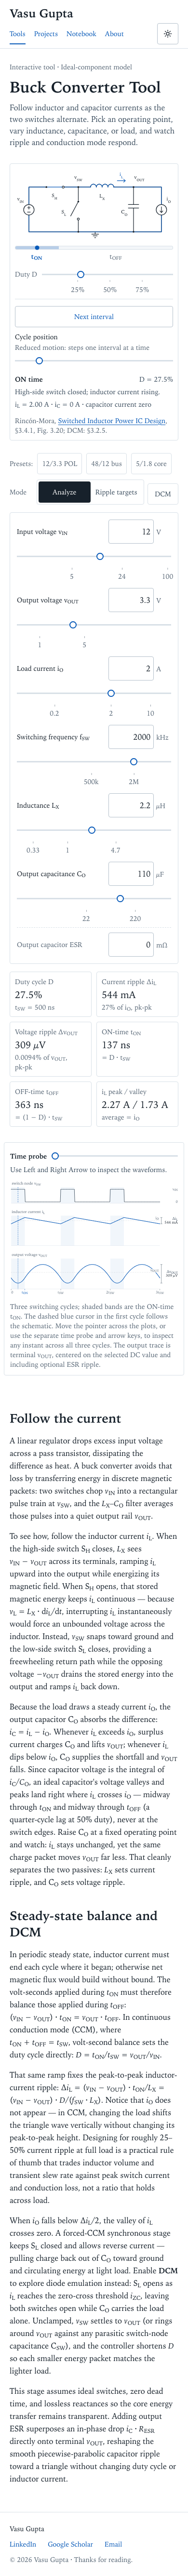 Vasu Gupta
Tools Projects Notebook About
Interactive tool · Ideal-component model
Buck Converter Tool
Follow inductor and capacitor currents as the
two switches alternate. Pick an operating point,
vary inductance, capacitance, or load, and watch
ripple and conduction mode respond.
tON
tOFF
Duty D
25% 50% 75%
Next interval
Cycle position
Reduced motion: steps one interval at a time
ON time D = 27.5%
High-side switch closed; inductor current rising.
iL = 2.00 A · iC = 0 A · capacitor current zero
Rincón-Mora, Switched Inductor Power IC Design,
§3.4.1, Fig. 3.20; DCM: §3.2.5.
Presets: 12/3.3 POL 48/12 bus 5/1.8 core
Mode Analyze Ripple targets DCM
Input voltage vIN 12 V
5 24 100
Output voltage vOUT 3.3 V
1 5
Load current iO 2 A
0.2 2 10
Switching frequency fSW 2000 kHz
500k 2M
Inductance LX 2.2 μH
0.33 1 4.7
Output capacitance CO 110 μF
22 220
Output capacitor ESR 0 mΩ
Duty cycle D
27.5%
tSW = 500 ns
Current ripple ΔiL
544 mA
27% of iO, pk-pk
Voltage ripple ΔvOUT
309 μV
0.0094% of vOUT,
pk-pk
ON-time tON
137 ns
= D · tSW
OFF-time tOFF
363 ns
= (1 − D) · tSW
iL peak / valley
2.27 A / 1.73 A
average = iO
Time probe
Use Left and Right Arrow to inspect the waveforms.
switch node vSW
inductor current iL
output voltage vOUT
Three switching cycles; shaded bands are the ON-time
tON. The dashed blue cursor in the first cycle follows
the schematic. Move the pointer across the plots, or
use the separate time probe and arrow keys, to inspect
any instant across all three cycles. The output trace is
terminal vOUT, centered on the selected DC value and
including optional ESR ripple.
Follow the current
A linear regulator drops excess input voltage
across a pass transistor, dissipating the
difference as heat. A buck converter avoids that
loss by transferring energy in discrete magnetic
packets: two switches chop vIN into a rectangular
pulse train at vSW, and the LX–CO filter averages
those pulses into a quiet output rail vOUT.
To see how, follow the inductor current iL. When
the high-side switch SH closes, LX sees
vIN − vOUT across its terminals, ramping iL
upward into the output while energizing its
magnetic field. When SH opens, that stored
magnetic energy keeps iL continuous — because
vL = LX · diL/dt, interrupting iL instantaneously
would force an unbounded voltage across the
inductor. Instead, vSW snaps toward ground and
the low-side switch SL closes, providing a
freewheeling return path while the opposing
voltage −vOUT drains the stored energy into the
output and ramps iL back down.
Because the load draws a steady current iO, the
output capacitor CO absorbs the difference:
iC = iL − iO. Whenever iL exceeds iO, surplus
current charges CO and lifts vOUT; whenever iL
dips below iO, CO supplies the shortfall and vOUT
falls. Since capacitor voltage is the integral of
iC/CO, an ideal capacitor's voltage valleys and
peaks land right where iL crosses iO — midway
through tON and midway through tOFF (a
quarter-cycle lag at 50% duty), never at the
switch edges. Raise CO at a fixed operating point
and watch: iL stays unchanged, yet the same
charge packet moves vOUT far less. That cleanly
separates the two passives: LX sets current
ripple, and CO sets voltage ripple.
Steady-state balance and
DCM
In periodic steady state, inductor current must
end each cycle where it began; otherwise net
magnetic flux would build without bound. The
volt-seconds applied during tON must therefore
balance those applied during tOFF:
(vIN − vOUT) · tON = vOUT · tOFF. In continuous
conduction mode (CCM), where
tON + tOFF = tSW, volt-second balance sets the
duty cycle directly: D = tON/tSW = vOUT/vIN.
That same ramp fixes the peak-to-peak inductor-
current ripple: ΔiL = (vIN − vOUT) · tON/LX =
(vIN − vOUT) · D/(fSW · LX). Notice that iO does
not appear — in CCM, changing the load shifts
the triangle wave vertically without changing its
peak-to-peak height. Designing for roughly 25–
50% current ripple at full load is a practical rule
of thumb that trades inductor volume and
transient slew rate against peak switch current
and conduction loss, not a ratio that holds
across load.
When iO falls below ΔiL/2, the valley of iL
crosses zero. A forced-CCM synchronous stage
keeps SL closed and allows reverse current —
pulling charge back out of CO toward ground
and circulating energy at light load. Enable DCM
to explore diode emulation instead: SL opens as
iL reaches the zero-cross threshold iZCD, leaving
both switches open while CO carries the load
alone. Unclamped, vSW settles to vOUT (or rings
around vOUT against any parasitic switch-node
capacitance CSW), and the controller shortens D
so each smaller energy packet matches the
lighter load.
This stage assumes ideal switches, zero dead
time, and lossless reactances so the core energy
transfer remains transparent. Adding output
ESR superposes an in-phase drop iC · RESR
directly onto terminal vOUT, reshaping the
smooth piecewise-parabolic capacitor ripple
toward a triangle without changing duty cycle or
inductor current.
Vasu Gupta
LinkedIn Google Scholar Email
© 2026 Vasu Gupta · Thanks for reading.